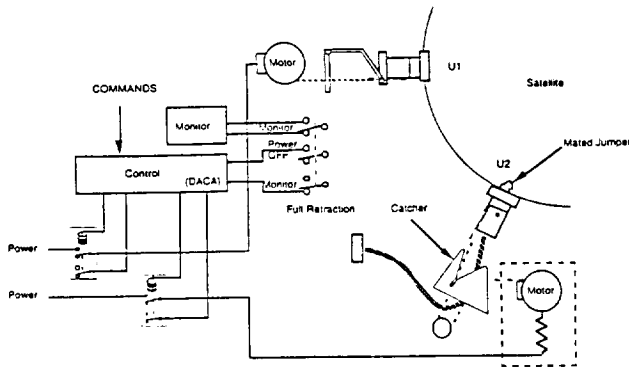 Motor
U1
COMMANDS
Satellite
Monitor
Monitor
Power
OFF
Control
(DACA)
Monitor
U2
Mated Jumper
Full Retraction
Catcher
Power
Power
Motor